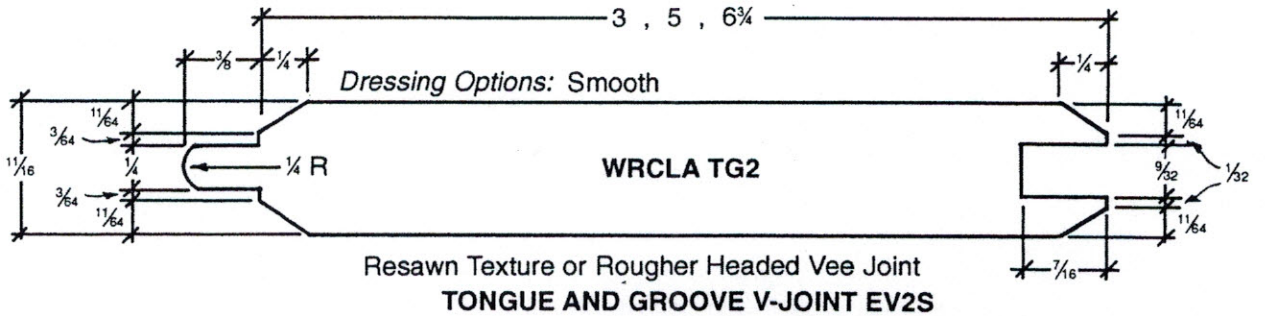 3 , 5 , 6¾
⅜ ¼ ¼
Dressing Options: Smooth
11/64 11/64
3/64
11/16 ¼ ¼ R WRCLA TG2 9/32 1/32
3/64
11/64 11/64
7/16
Resawn Texture or Rougher Headed Vee Joint
TONGUE AND GROOVE V-JOINT EV2S